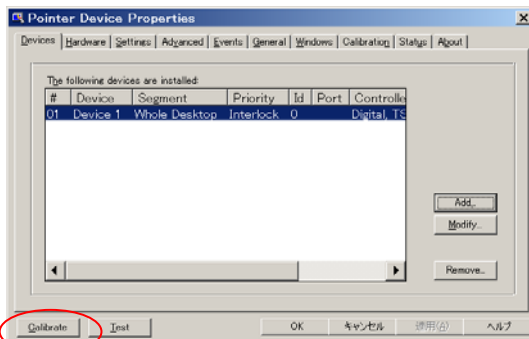 Pointer Device Properties
Devices Hardware Settings Advanced Events General Windows Calibration Status About
The following devices are installed:
# Device Segment Priority Id Port Controlle
01 Device 1 Whole Desktop Interlock 0 Digital, TS
Add..
Modify..
Remove..
Calibrate Test OK キャンセル 適用(A) ヘルプ